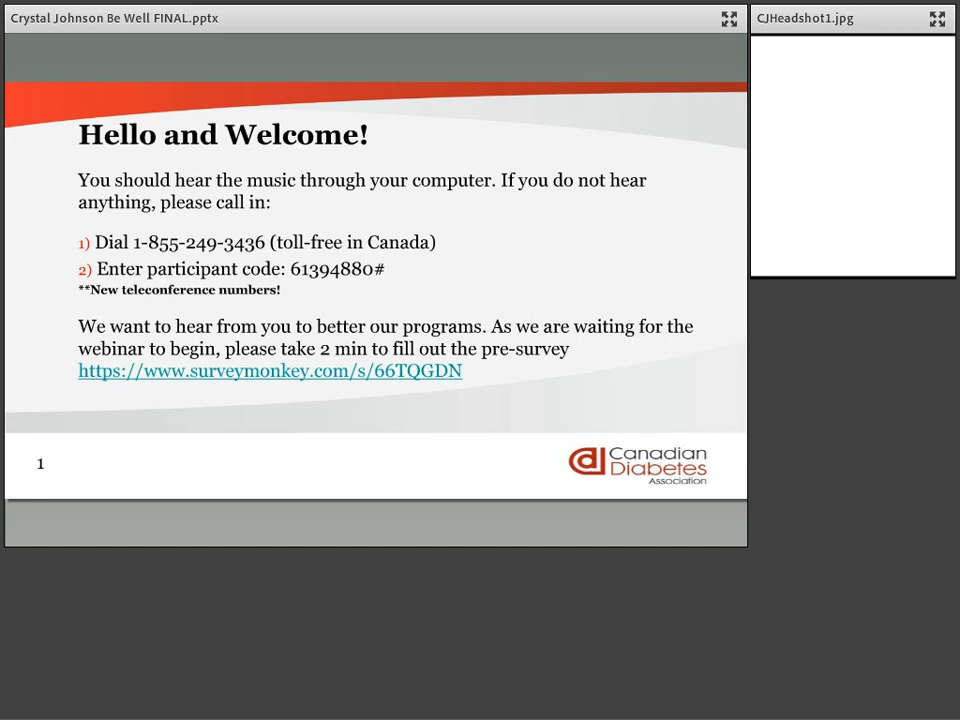 Crystal Johnson Be Well FINAL.pptx
CJHeadshot1.jpg
Hello and Welcome!
You should hear the music through your computer. If you do not hear
anything, please call in:
1) Dial 1-855-249-3436 (toll-free in Canada)
2) Enter participant code: 61394880#
**New teleconference numbers!
We want to hear from you to better our programs. As we are waiting for the
webinar to begin, please take 2 min to fill out the pre-survey
https://www.surveymonkey.com/s/66TQGDN
1
Canadian
Diabetes
Association